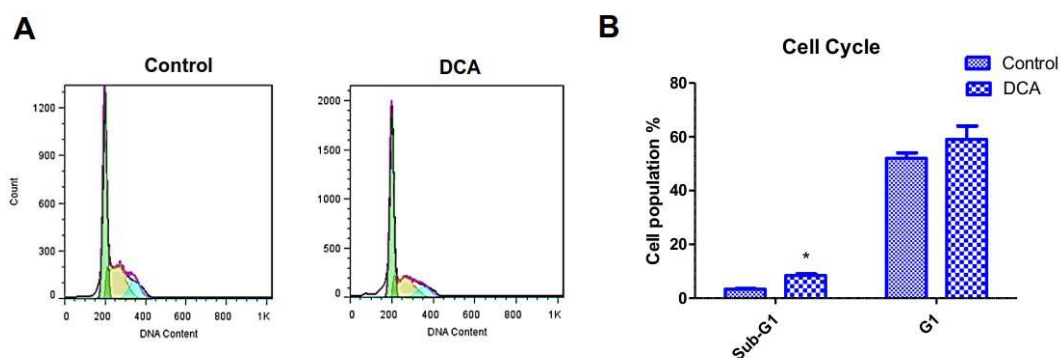 A
Control
1200
900
600
300
0
Count
0 200 400 600 800 1K
DNA Content
DCA
2000
1500
1000
500
0
0 200 400 600 800 1K
DNA Content
B
Cell Cycle
Control
DCA
80
60
40
20
0
Cell population %
*
Sub-G1
G1